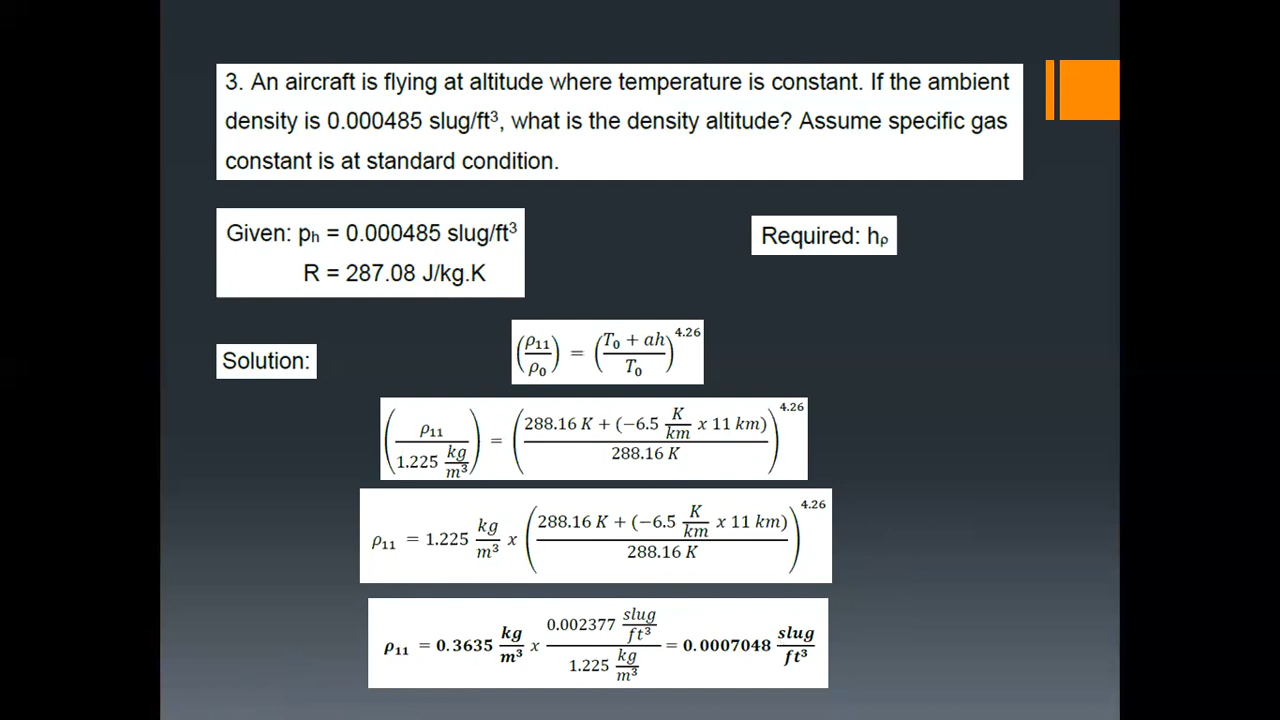 3. An aircraft is flying at altitude where temperature is constant. If the ambient
density is 0.000485 slug/ft³, what is the density altitude? Assume specific gas
constant is at standard condition.
Given: pₕ = 0.000485 slug/ft³
R = 287.08 J/kg.K
Required: hᵨ
Solution:
(ρ₁₁/ρ₀) = ((T₀ + ah)/T₀)^4.26
(ρ₁₁/(1.225 kg/m³)) = ((288.16 K + (−6.5 K/km x 11 km))/288.16 K)^4.26
ρ₁₁ = 1.225 kg/m³ x ((288.16 K + (−6.5 K/km x 11 km))/288.16 K)^4.26
ρ₁₁ = 0.3635 kg/m³ x (0.002377 slug/ft³)/(1.225 kg/m³) = 0.0007048 slug/ft³